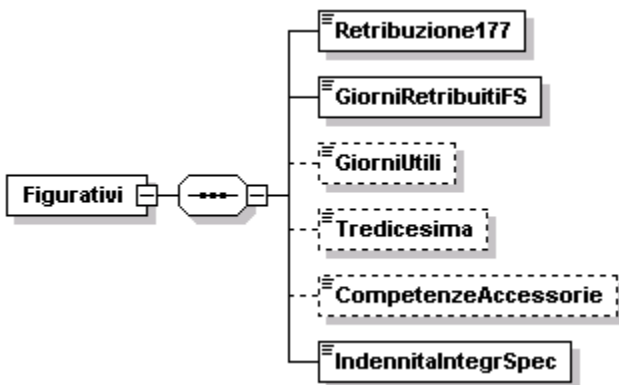 Retribuzione177
GiorniRetribuitiFS
GiorniUtili
Figurativi
Tredicesima
CompetenzeAccessorie
IndennitaIntegrSpec